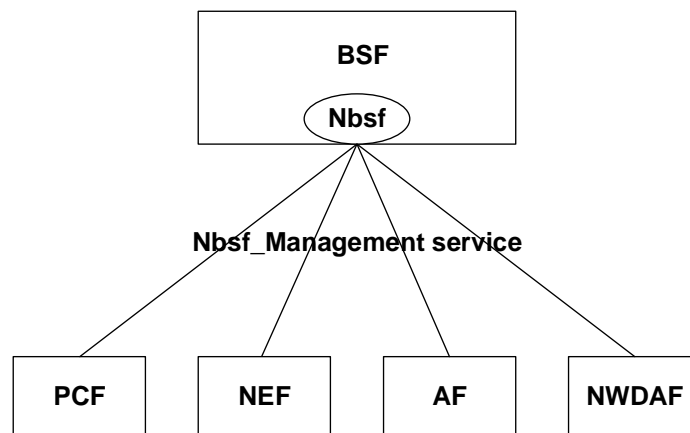 BSF
Nbsf
Nbsf_Management service
PCF
NEF
AF
NWDAF